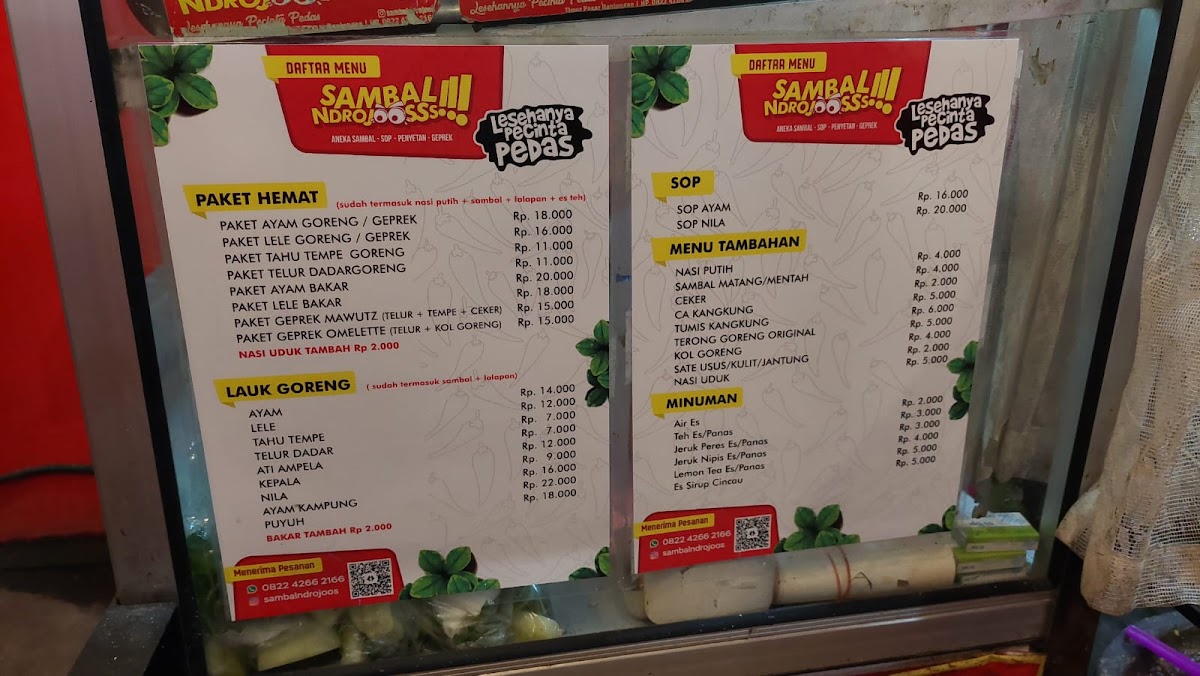 NDROJOOSSS
Lesehannya Pecinta Pedas
DAFTAR MENU
SAMBAL!!!
NDROJOOSSS...
ANEKA SAMBAL - SOP - PENYETAN - GEPREK
Lesehanya
Pecinta
PEDAS
PAKET HEMAT (sudah termasuk nasi putih + sambal + lalapan + es teh)
PAKET AYAM GORENG / GEPREK Rp. 18.000
PAKET LELE GORENG / GEPREK Rp. 16.000
PAKET TAHU TEMPE GORENG Rp. 11.000
PAKET TELUR DADARGORENG Rp. 11.000
PAKET AYAM BAKAR Rp. 20.000
PAKET LELE BAKAR Rp. 18.000
PAKET GEPREK MAWUTZ (TELUR + TEMPE + CEKER) Rp. 15.000
PAKET GEPREK OMELETTE (TELUR + KOL GORENG) Rp. 15.000
NASI UDUK TAMBAH Rp 2.000
LAUK GORENG ( sudah termasuk sambal + lalapan)
AYAM Rp. 14.000
LELE Rp. 12.000
TAHU TEMPE Rp. 7.000
TELUR DADAR Rp. 7.000
ATI AMPELA Rp. 12.000
KEPALA Rp. 9.000
NILA Rp. 16.000
AYAM KAMPUNG Rp. 22.000
PUYUH Rp. 18.000
BAKAR TAMBAH Rp 2.000
Menerima Pesanan
0822 4266 2166
sambalndrojoos
DAFTAR MENU
SAMBAL!!!
NDROJOOSSS...
ANEKA SAMBAL - SOP - PENYETAN - GEPREK
Lesehanya
Pecinta
PEDAS
SOP
SOP AYAM Rp. 16.000
SOP NILA Rp. 20.000
MENU TAMBAHAN
NASI PUTIH Rp. 4.000
SAMBAL MATANG/MENTAH Rp. 4.000
CEKER Rp. 2.000
CA KANGKUNG Rp. 5.000
TUMIS KANGKUNG Rp. 6.000
TERONG GORENG ORIGINAL Rp. 5.000
KOL GORENG Rp. 4.000
SATE USUS/KULIT/JANTUNG Rp. 2.000
NASI UDUK Rp. 5.000
MINUMAN
Air Es Rp. 2.000
Teh Es/Panas Rp. 3.000
Jeruk Peres Es/Panas Rp. 3.000
Jeruk Nipis Es/Panas Rp. 4.000
Lemon Tea Es/Panas Rp. 5.000
Es Sirup Cincau Rp. 5.000
Menerima Pesanan
0822 4266 2166
sambalndrojoos